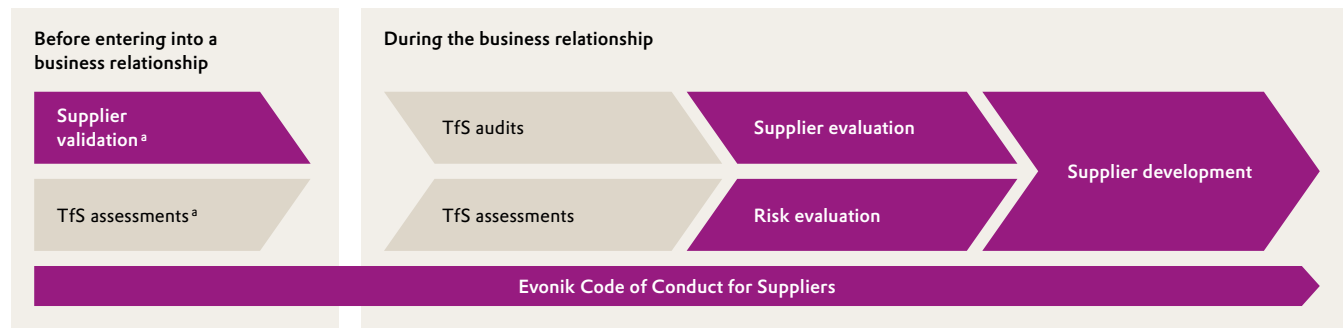 Before entering into a
business relationship
During the business relationship
Supplier
validation a
TfS audits
Supplier evaluation
Supplier development
TfS assessments a
TfS assessments
Risk evaluation
Evonik Code of Conduct for Suppliers